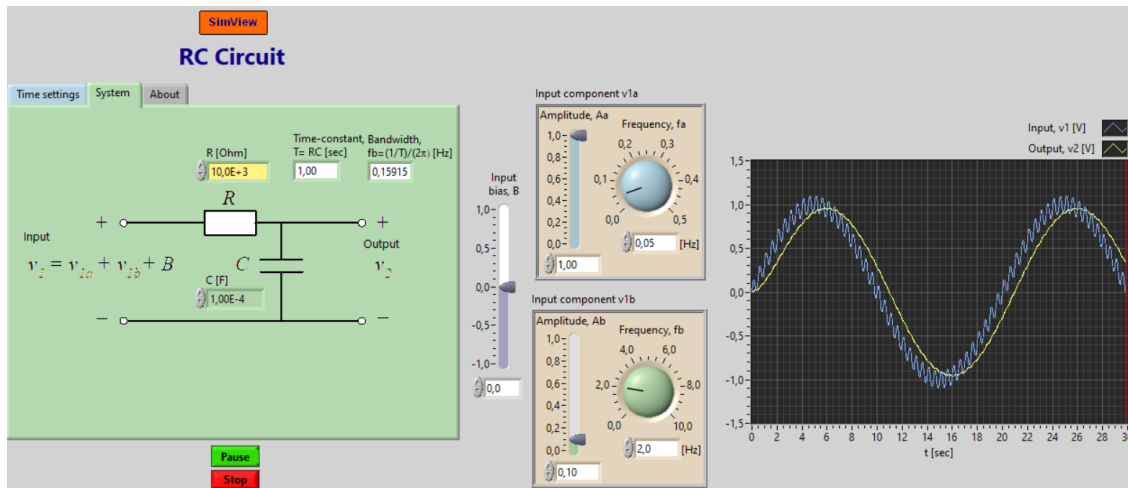 SimView
RC Circuit
Time settings
System
About
R [Ohm]
10,0E+3
Time-constant,
T= RC [sec]
1,00
Bandwidth,
fb=(1/T)/(2π) [Hz]
0,15915
R
+
+
Input
v1 = v1a + v1b + B
C
Output
v2
C [F]
1,00E-4
−
−
Pause
Stop
Input
bias, B
1,0
0,5
0,0
-0,5
-1,0
0,0
Input component v1a
Amplitude, Aa
1,0
0,8
0,6
0,4
0,2
0,0
1,00
Frequency, fa
0,2
0,3
0,1
0,4
0,0
0,5
0,05
[Hz]
Input component v1b
Amplitude, Ab
1,0
0,8
0,6
0,4
0,2
0,0
0,10
Frequency, fb
4,0
6,0
2,0
8,0
0,0
10,0
2,0
[Hz]
Input, v1 [V]
Output, v2 [V]
1,5
1,0
0,5
0,0
-0,5
-1,0
-1,5
0 2 4 6 8 10 12 14 16 18 20 22 24 26 28
t [sec]